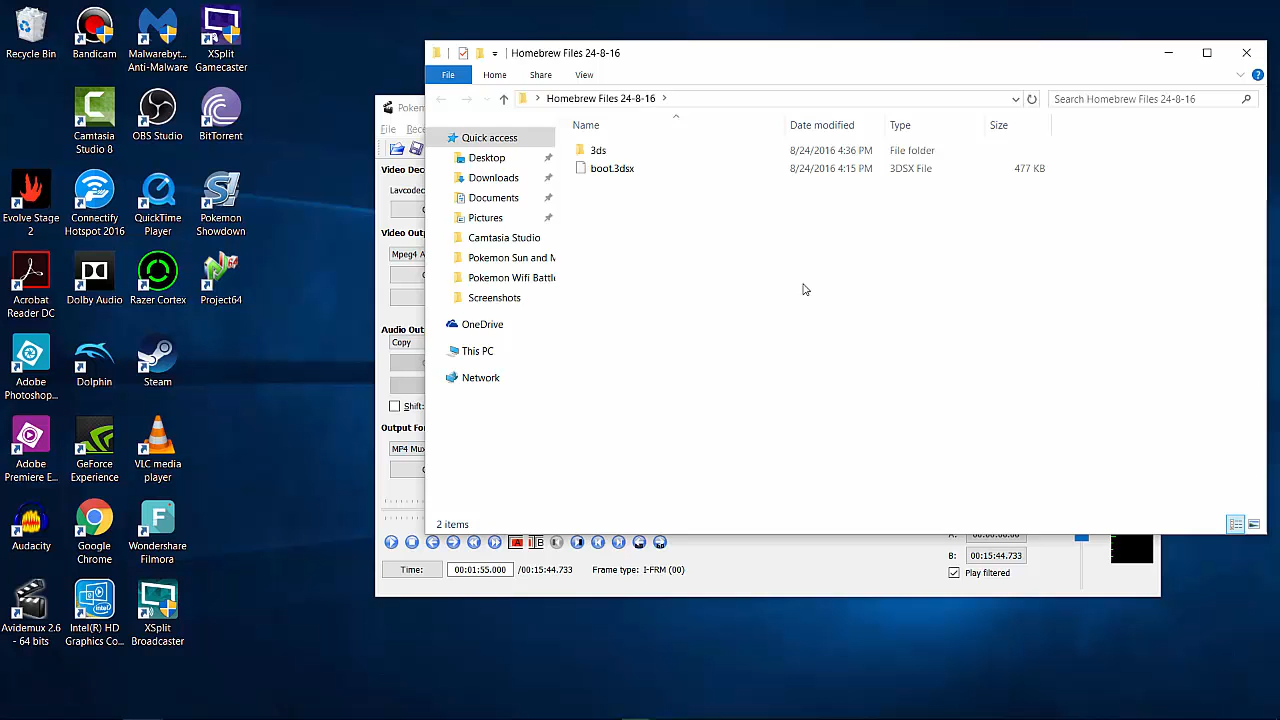 Recycle Bin
Bandicam
Malwareby... Anti-Malware
XSplit Gamecaster
Camtasia Studio 8
OBS Studio
BitTorrent
Evolve Stage 2
Connectify Hotspot 2016
QuickTime Player
Pokemon Showdown
Acrobat Reader DC
Dolby Audio
Razer Cortex
Project64
Adobe Photoshop...
Dolphin
Steam
Adobe Premiere E...
GeForce Experience
VLC media player
Audacity
Google Chrome
Wondershare Filmora
Avidemux 2.6 - 64 bits
Intel(R) HD Graphics Co...
XSplit Broadcaster
Homebrew Files 24-8-16
File Home Share View
Homebrew Files 24-8-16
Search Homebrew Files 24-8-16
Name Date modified Type Size
3ds 8/24/2016 4:36 PM File folder
boot.3dsx 8/24/2016 4:15 PM 3DSX File 477 KB
Quick access
Desktop
Downloads
Documents
Pictures
Camtasia Studio
Pokemon Sun and M
Pokemon Wifi Battle
Screenshots
OneDrive
This PC
Network
2 items
Pokem
File Rece
Video Dec
Lavcodec
Video Outp
Mpeg4 A
Audio Out
Copy
Shift:
Output Fo
MP4 Mux
A:
B: 00:15:44.733
Play filtered
Time: 00:01:55.000 /00:15:44.733 Frame type: I-FRM (00)